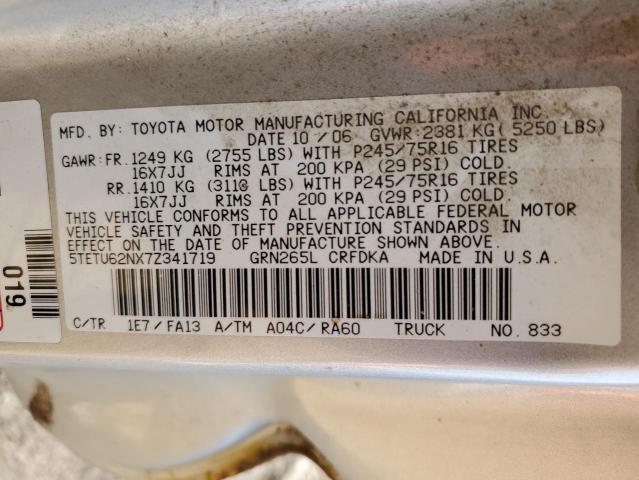 MFD. BY: TOYOTA MOTOR MANUFACTURING CALIFORNIA INC
DATE 10 / 06 GVWR: 2381 KG( 5250 LBS)
GAWR: FR. 1249 KG (2755 LBS) WITH P245/75R16 TIRES
16X7JJ RIMS AT 200 KPA (29 PSI) COLD.
RR. 1410 KG (3113 LBS) WITH P245/75R16 TIRES
16X7JJ RIMS AT 200 KPA (29 PSI) COLD.
THIS VEHICLE CONFORMS TO ALL APPLICABLE FEDERAL MOTOR
VEHICLE SAFETY AND THEFT PREVENTION STANDARDS IN
EFFECT ON THE DATE OF MANUFACTURE SHOWN ABOVE.
5TETU62NX7Z341719 GRN265L CRFDKA MADE IN U.S.A.
C/TR 1E7/FA13 A/TM A04C/RA60 TRUCK NO. 833
019